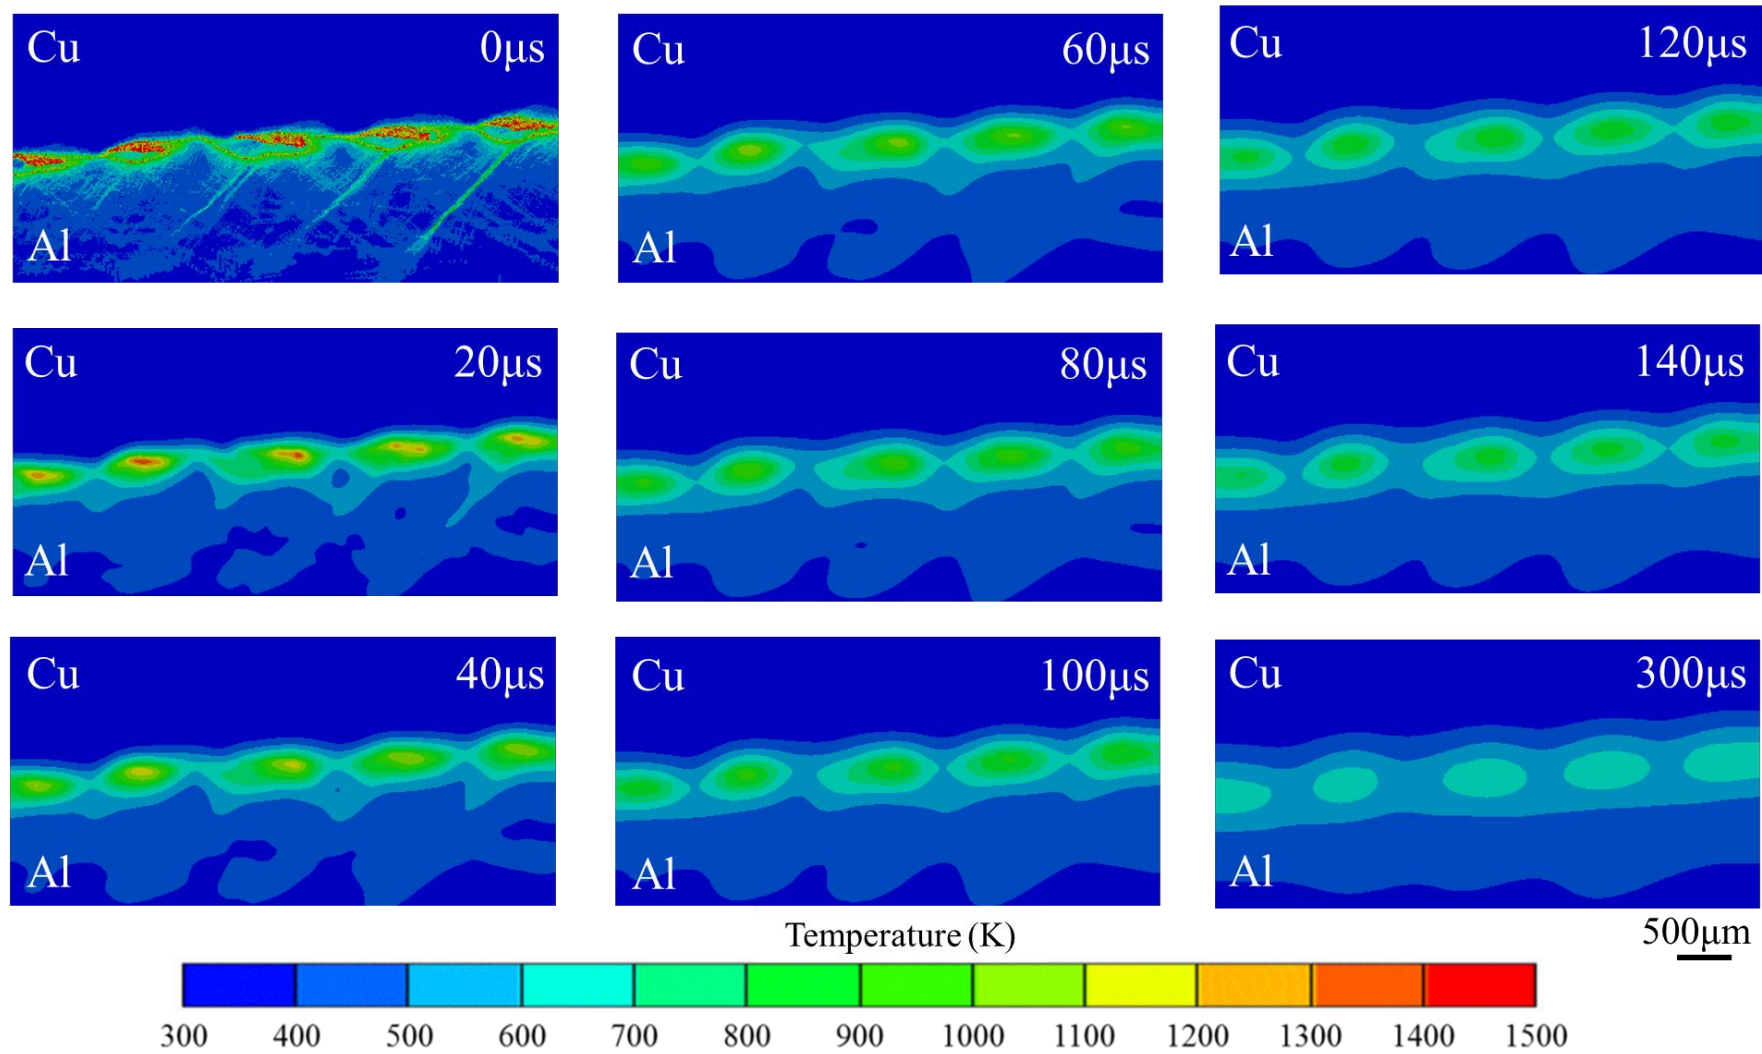 Cu 0μs
Al
Cu 60μs
Al
Cu 120μs
Al
Cu 20μs
Al
Cu 80μs
Al
Cu 140μs
Al
Cu 40μs
Al
Cu 100μs
Al
Cu 300μs
Al
Temperature (K)
500μm
300 400 500 600 700 800 900 1000 1100 1200 1300 1400 1500